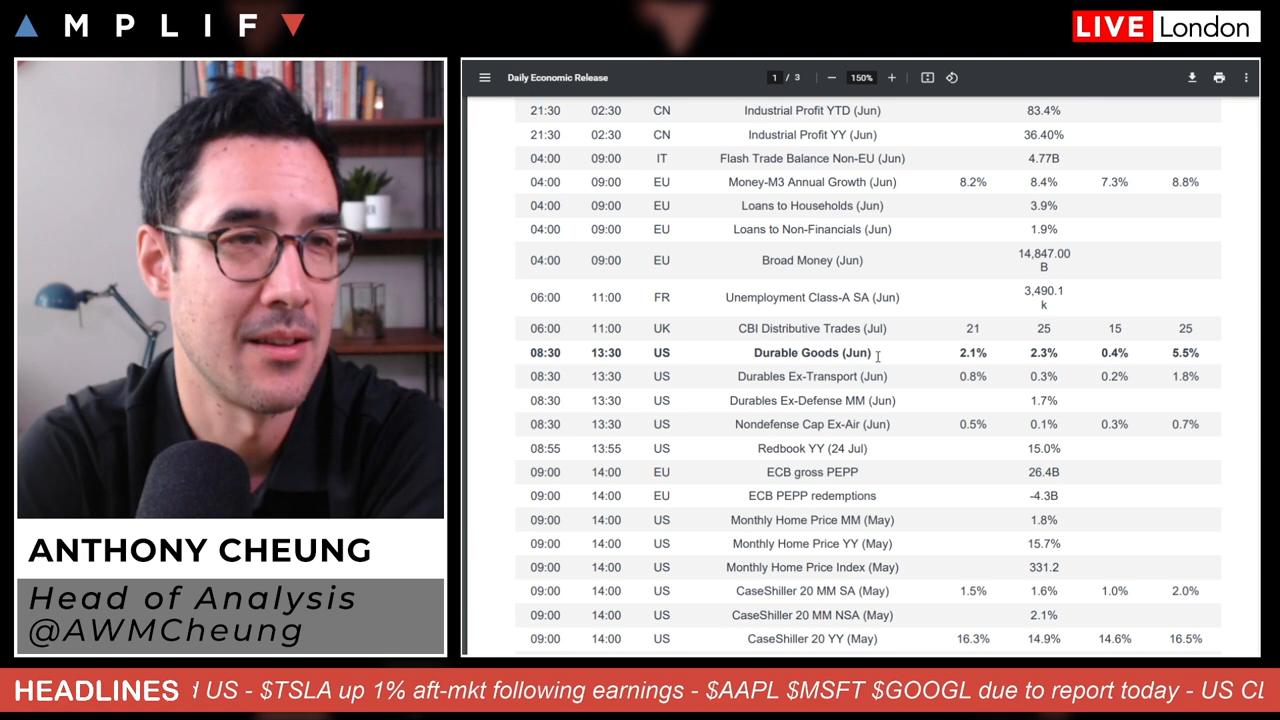 ▲ M P L I F ▼
LIVE London
Daily Economic Release 1 / 3 150%
21:30 02:30 CN Industrial Profit YTD (Jun) 83.4%
21:30 02:30 CN Industrial Profit YY (Jun) 36.40%
04:00 09:00 IT Flash Trade Balance Non-EU (Jun) 4.77B
04:00 09:00 EU Money-M3 Annual Growth (Jun) 8.2% 8.4% 7.3% 8.8%
04:00 09:00 EU Loans to Households (Jun) 3.9%
04:00 09:00 EU Loans to Non-Financials (Jun) 1.9%
04:00 09:00 EU Broad Money (Jun) 14,847.00
B
06:00 11:00 FR Unemployment Class-A SA (Jun) 3,490.1
k
06:00 11:00 UK CBI Distributive Trades (Jul) 21 25 15 25
08:30 13:30 US Durable Goods (Jun) 2.1% 2.3% 0.4% 5.5%
08:30 13:30 US Durables Ex-Transport (Jun) 0.8% 0.3% 0.2% 1.8%
08:30 13:30 US Durables Ex-Defense MM (Jun) 1.7%
08:30 13:30 US Nondefense Cap Ex-Air (Jun) 0.5% 0.1% 0.3% 0.7%
08:55 13:55 US Redbook YY (24 Jul) 15.0%
09:00 14:00 EU ECB gross PEPP 26.4B
09:00 14:00 EU ECB PEPP redemptions -4.3B
09:00 14:00 US Monthly Home Price MM (May) 1.8%
09:00 14:00 US Monthly Home Price YY (May) 15.7%
09:00 14:00 US Monthly Home Price Index (May) 331.2
09:00 14:00 US CaseShiller 20 MM SA (May) 1.5% 1.6% 1.0% 2.0%
09:00 14:00 US CaseShiller 20 MM NSA (May) 2.1%
09:00 14:00 US CaseShiller 20 YY (May) 16.3% 14.9% 14.6% 16.5%
ANTHONY CHEUNG
Head of Analysis
@AWMCheung
HEADLINES US - $TSLA up 1% aft-mkt following earnings - $AAPL $MSFT $GOOGL due to report today - US